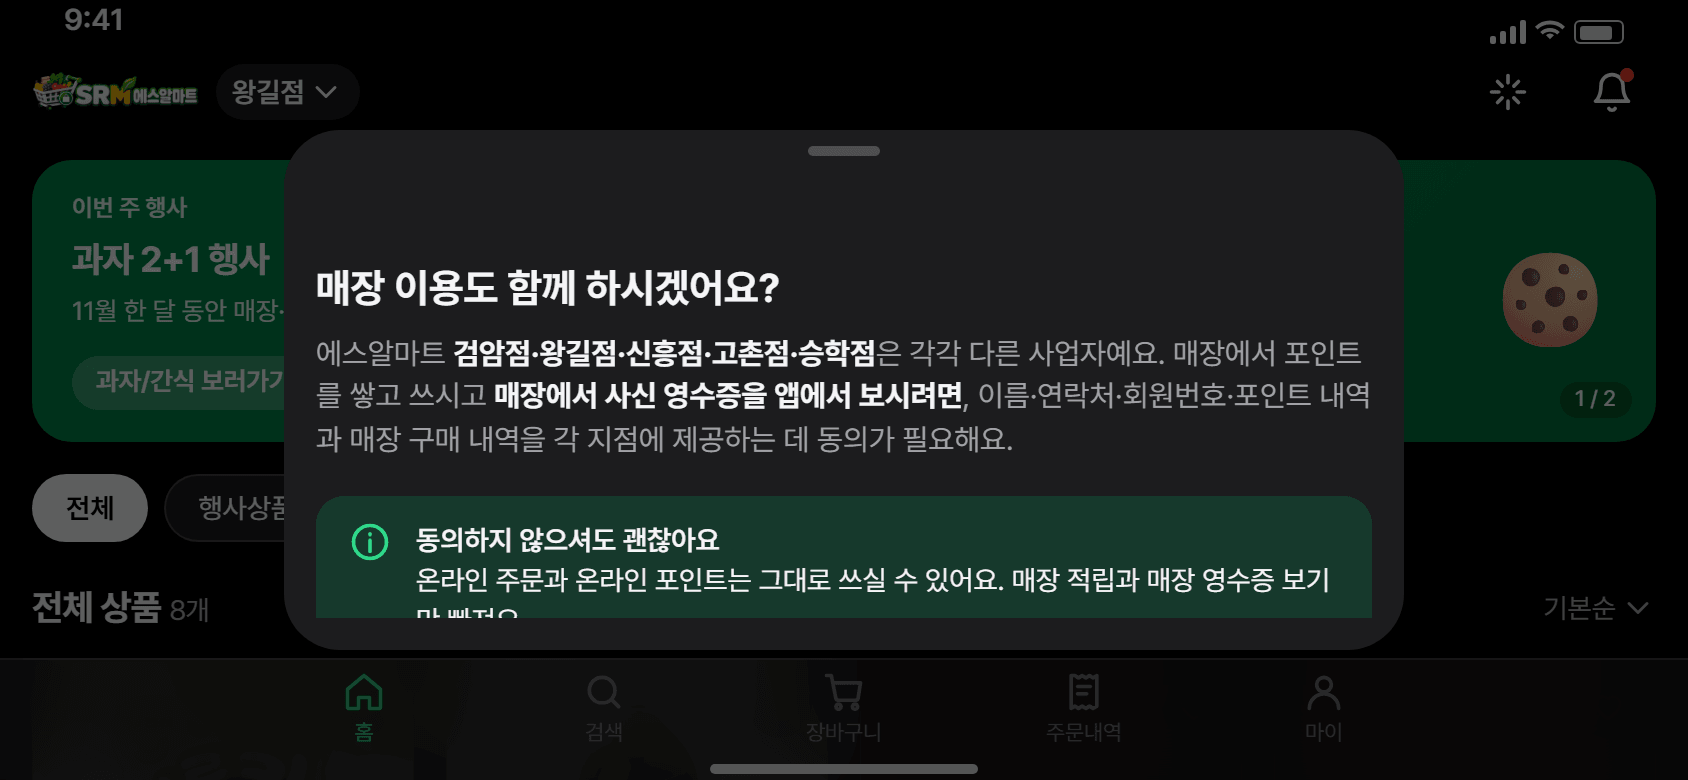 9:41
SRM 에스알마트
왕길점
이번 주 행사
과자 2+1 행사
11월 한 달 동안 매장·
과자/간식 보러가기
1 / 2
매장 이용도 함께 하시겠어요?
에스알마트 검암점·왕길점·신흥점·고촌점·승학점은 각각 다른 사업자예요. 매장에서 포인트
를 쌓고 쓰시고 매장에서 사신 영수증을 앱에서 보시려면, 이름·연락처·회원번호·포인트 내역
과 매장 구매 내역을 각 지점에 제공하는 데 동의가 필요해요.
동의하지 않으셔도 괜찮아요
온라인 주문과 온라인 포인트는 그대로 쓰실 수 있어요. 매장 적립과 매장 영수증 보기
전체
행사상품
전체 상품 8개
기본순
홈
검색
장바구니
주문내역
마이